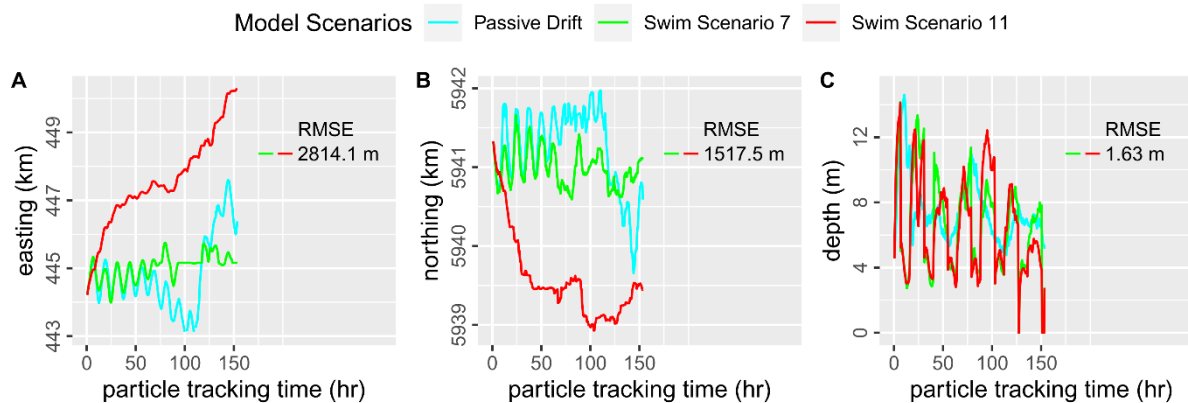 Model Scenarios Passive Drift Swim Scenario 7 Swim Scenario 11
A
449
447
445
443
easting (km)
RMSE
2814.1 m
0 50 100 150
particle tracking time (hr)
B
5942
5941
5940
5939
northing (km)
RMSE
1517.5 m
0 50 100 150
particle tracking time (hr)
C
12
8
4
0
depth (m)
RMSE
1.63 m
0 50 100 150
particle tracking time (hr)